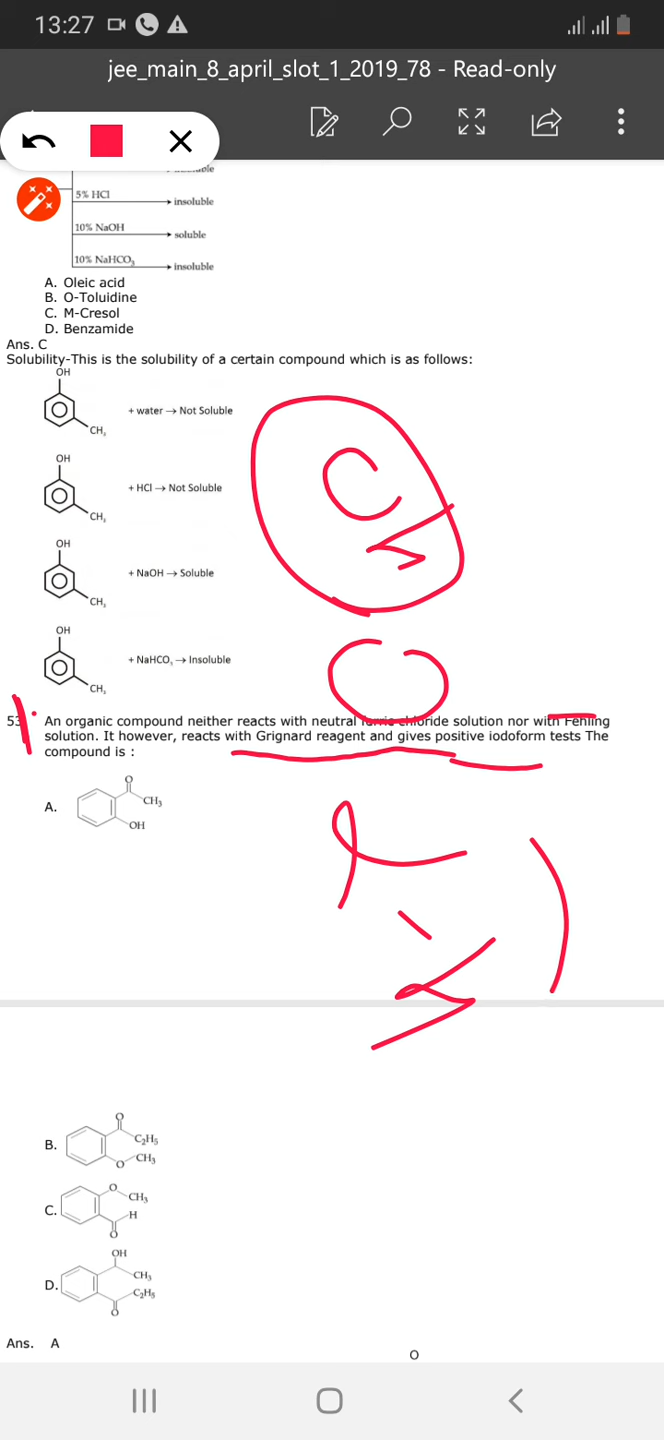 13:27
jee_main_8_april_slot_1_2019_78 - Read-only
5% HCl
insoluble
10% NaOH
soluble
10% NaHCO₃
insoluble
A. Oleic acid
B. O-Toluidine
C. M-Cresol
D. Benzamide
Ans. C
Solubility-This is the solubility of a certain compound which is as follows:
OH
+ water → Not Soluble
CH₃
OH
+ HCl → Not Soluble
CH₃
OH
+ NaOH → Soluble
CH₃
OH
+ NaHCO₃ → Insoluble
CH₃
53. An organic compound neither reacts with neutral ferric chloride solution nor with Fehling
solution. It however, reacts with Grignard reagent and gives positive iodoform tests The
compound is :
O
A. CH₃
OH
O
B. C₂H₅
O CH₃
O
C. CH₃
H
O
OH
CH₃
D. C₂H₅
O
Ans. A
O